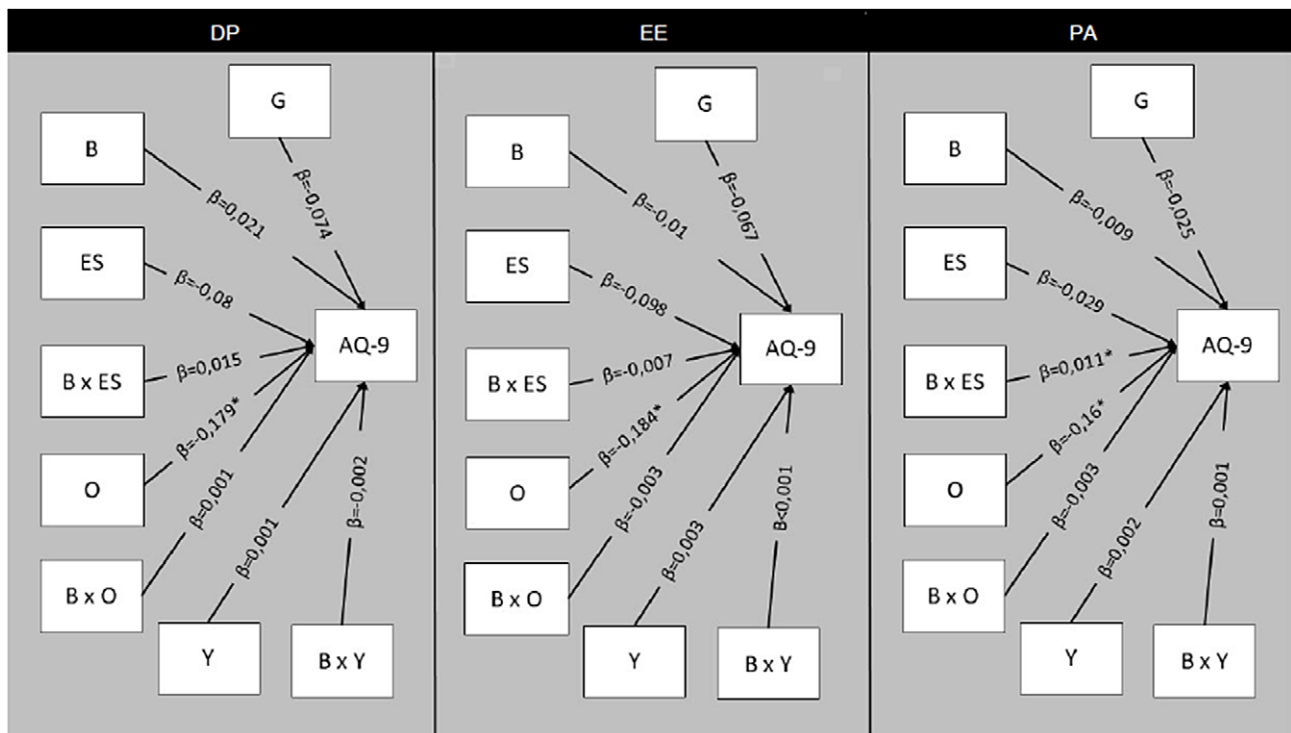 DP
G
B
β=0,021
β=-0,074
ES
β=-0,08
AQ-9
B x ES
β=0,015
O
β=-0,179*
B x O
β=0,001
Y
β=0,001
B x Y
β=-0,002
EE
G
B
β=-0,01
β=-0,067
ES
β=-0,098
AQ-9
B x ES
β=-0,007
O
β=-0,184*
B x O
β=-0,003
Y
β=0,003
B x Y
B<0,001
PA
G
B
β=-0,009
β=-0,025
ES
β=-0,029
AQ-9
B x ES
β=0,011*
O
β=-0,16*
B x O
β=-0,003
Y
β=0,002
B x Y
β=0,001